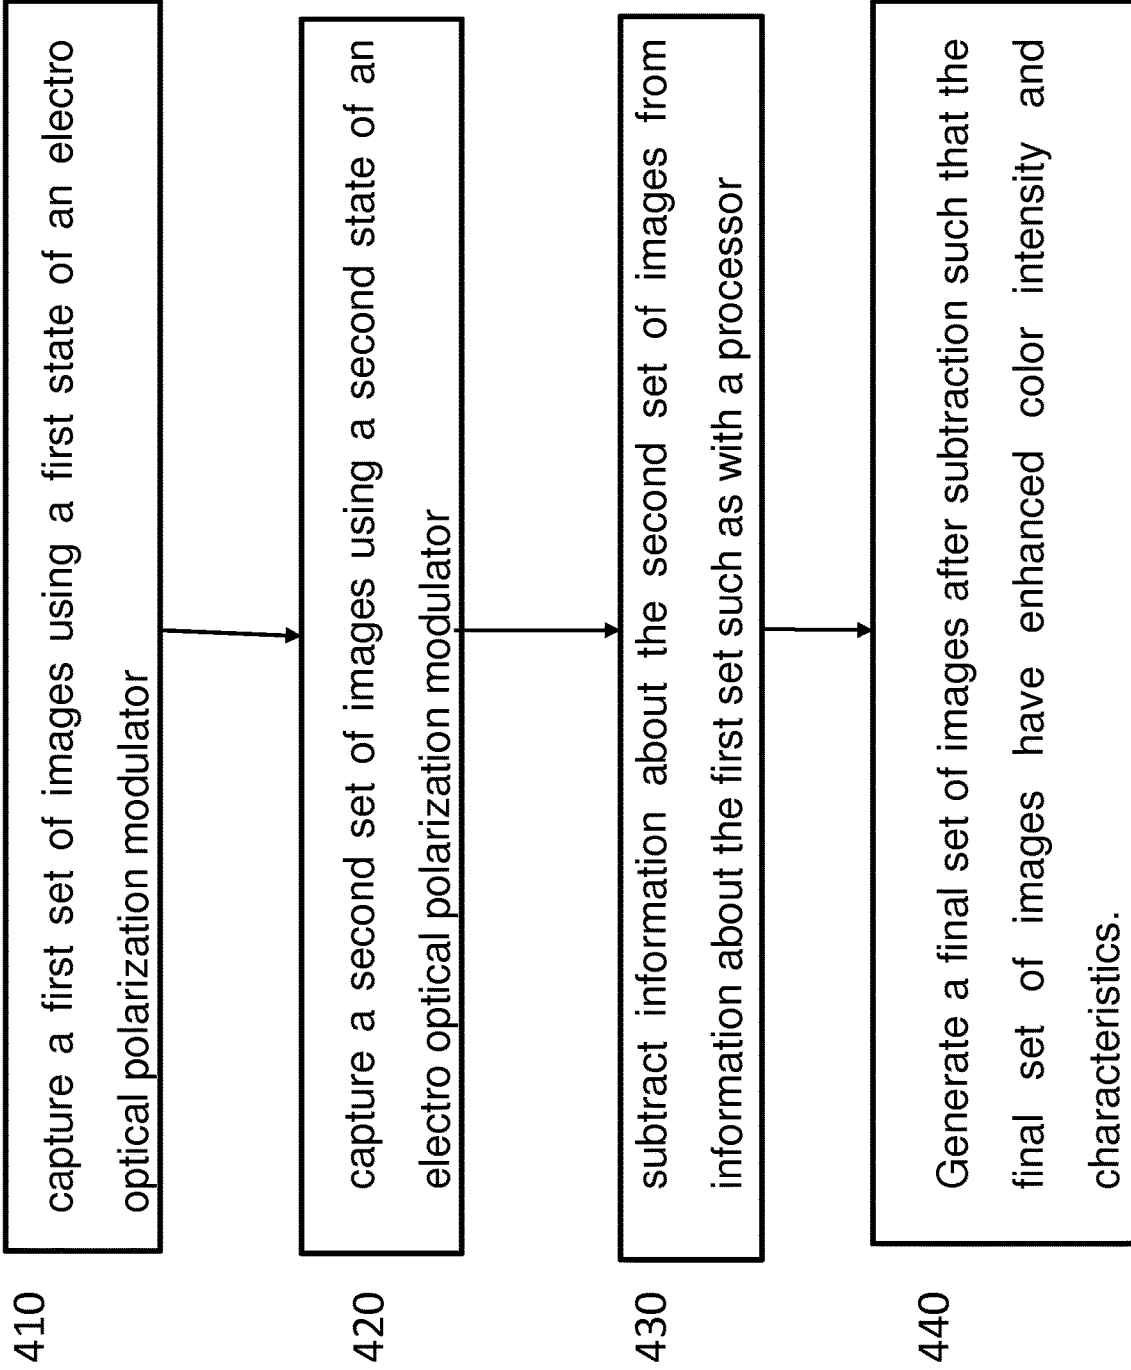 410
capture a first set of images using a first state of an electro
optical polarization modulator
420
capture a second set of images using a second state of an
electro optical polarization modulator
430
subtract information about the second set of images from
information about the first set such as with a processor
440
Generate a final set of images after subtraction such that the
final set of images have enhanced color intensity and
characteristics.